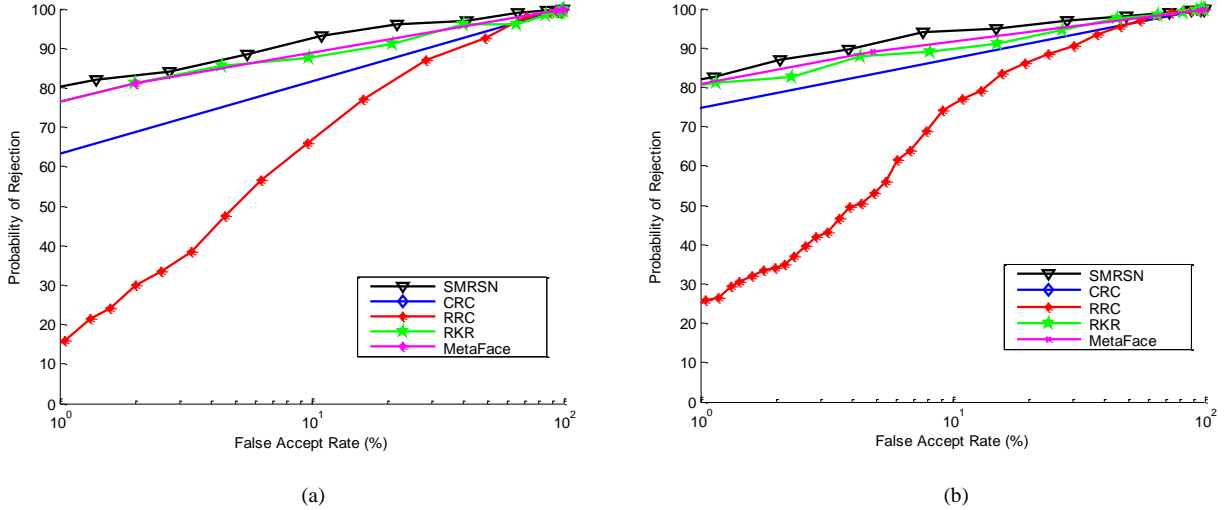 100
90
80
70
60
50
40
30
20
10
0
Probability of Rejection
10^0
10^1
10^2
False Accept Rate (%)
SMRSN
CRC
RRC
RKR
MetaFace
(a)
100
90
80
70
60
50
40
30
20
10
0
Probability of Rejection
10^0
10^1
10^2
False Accept Rate (%)
SMRSN
CRC
RRC
RKR
MetaFace
(b)